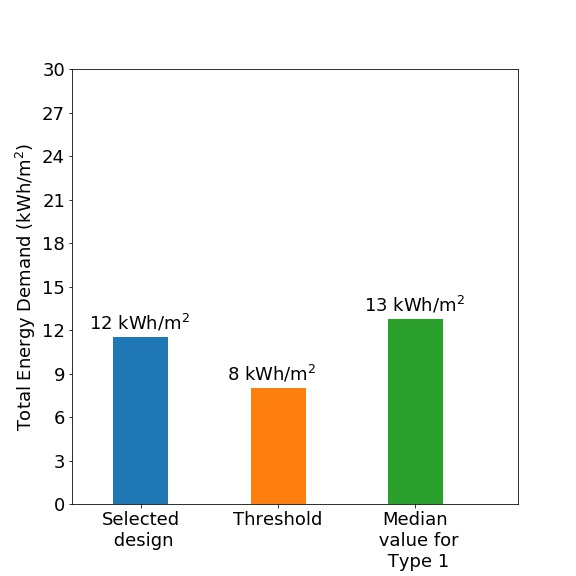 30
27
24
21
18
15
12
9
6
3
0
Total Energy Demand (kWh/m²)
12 kWh/m²
8 kWh/m²
13 kWh/m²
Selected
design
Threshold
Median
value for
Type 1